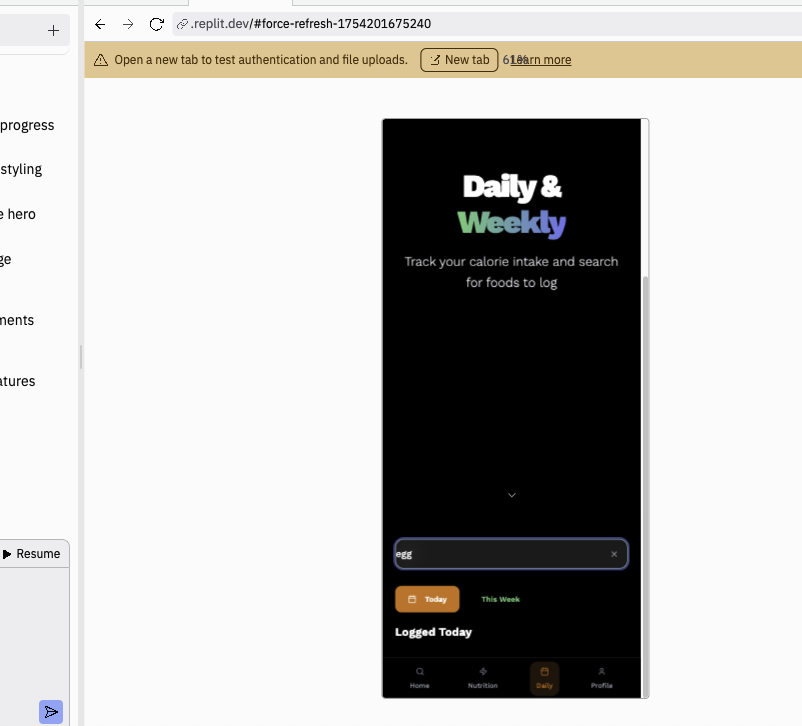 .replit.dev/#force-refresh-1754201675240
Open a new tab to test authentication and file uploads.
New tab
61%
Learn more
progress
styling
e hero
ge
ments
atures
Resume
Daily &
Weekly
Track your calorie intake and search
for foods to log
egg
Today
This Week
Logged Today
Home
Nutrition
Daily
Profile